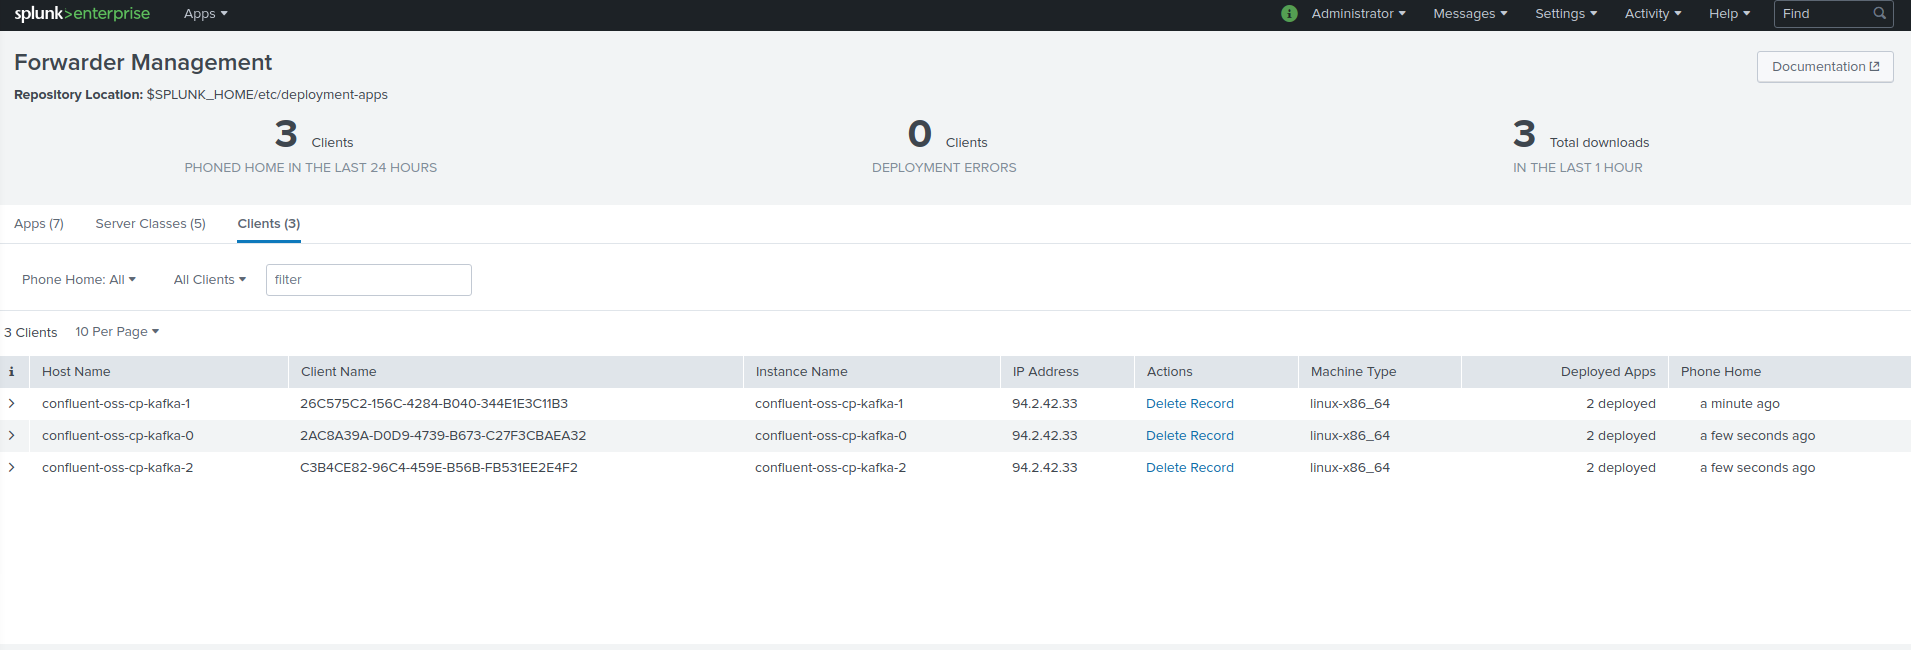 splunk>enterprise Apps Administrator Messages Settings Activity Help Find
Forwarder Management
Documentation
Repository Location: $SPLUNK_HOME/etc/deployment-apps
3 Clients 0 Clients 3 Total downloads
PHONED HOME IN THE LAST 24 HOURS DEPLOYMENT ERRORS IN THE LAST 1 HOUR
Apps (7) Server Classes (5) Clients (3)
Phone Home: All All Clients filter
3 Clients 10 Per Page
i Host Name Client Name Instance Name IP Address Actions Machine Type Deployed Apps Phone Home
confluent-oss-cp-kafka-1 26C575C2-156C-4284-B040-344E1E3C11B3 confluent-oss-cp-kafka-1 94.2.42.33 Delete Record linux-x86_64 2 deployed a minute ago
confluent-oss-cp-kafka-0 2AC8A39A-D0D9-4739-B673-C27F3CBAEA32 confluent-oss-cp-kafka-0 94.2.42.33 Delete Record linux-x86_64 2 deployed a few seconds ago
confluent-oss-cp-kafka-2 C3B4CE82-96C4-459E-B56B-FB531EE2E4F2 confluent-oss-cp-kafka-2 94.2.42.33 Delete Record linux-x86_64 2 deployed a few seconds ago